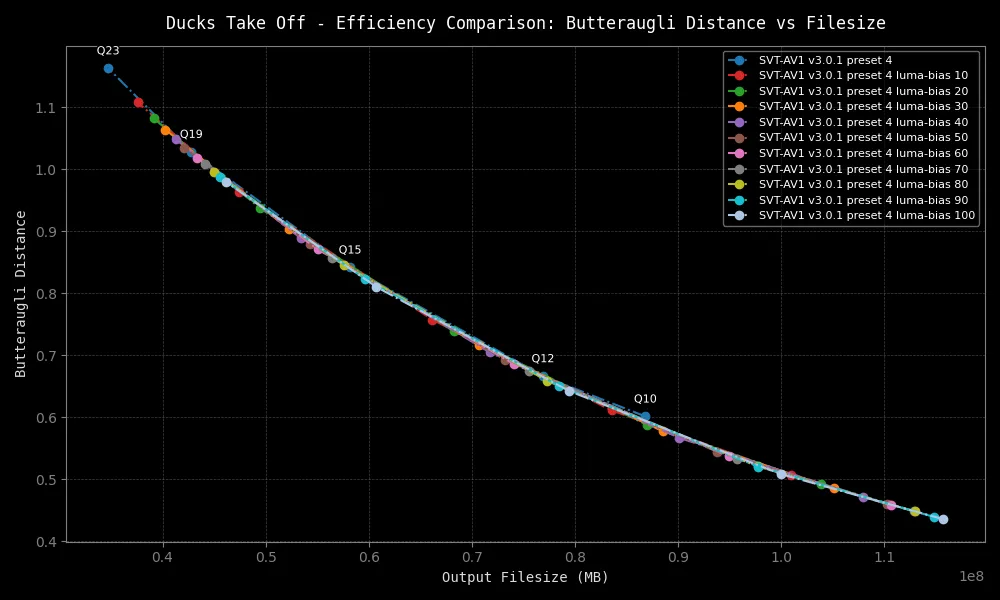 Ducks Take Off - Efficiency Comparison: Butteraugli Distance vs Filesize
Q23
Q19
Q15
Q12
Q10
SVT-AV1 v3.0.1 preset 4
SVT-AV1 v3.0.1 preset 4 luma-bias 10
SVT-AV1 v3.0.1 preset 4 luma-bias 20
SVT-AV1 v3.0.1 preset 4 luma-bias 30
SVT-AV1 v3.0.1 preset 4 luma-bias 40
SVT-AV1 v3.0.1 preset 4 luma-bias 50
SVT-AV1 v3.0.1 preset 4 luma-bias 60
SVT-AV1 v3.0.1 preset 4 luma-bias 70
SVT-AV1 v3.0.1 preset 4 luma-bias 80
SVT-AV1 v3.0.1 preset 4 luma-bias 90
SVT-AV1 v3.0.1 preset 4 luma-bias 100
Butteraugli Distance
1.1
1.0
0.9
0.8
0.7
0.6
0.5
0.4
0.4 0.5 0.6 0.7 0.8 0.9 1.0 1.1
1e8
Output Filesize (MB)